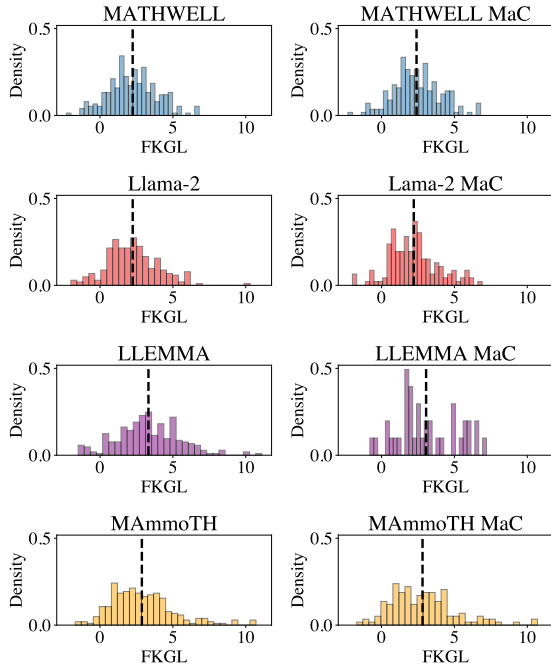 MATHWELL
Density
0.5
0.0
0 5 10
FKGL
MATHWELL MaC
Density
0.5
0.0
0 5 10
FKGL
Llama-2
Density
0.5
0.0
0 5 10
FKGL
Lama-2 MaC
Density
0.5
0.0
0 5 10
FKGL
LLEMMA
Density
0.5
0.0
0 5 10
FKGL
LLEMMA MaC
Density
0.5
0.0
0 5 10
FKGL
MAmmoTH
Density
0.5
0.0
0 5 10
FKGL
MAmmoTH MaC
Density
0.5
0.0
0 5 10
FKGL